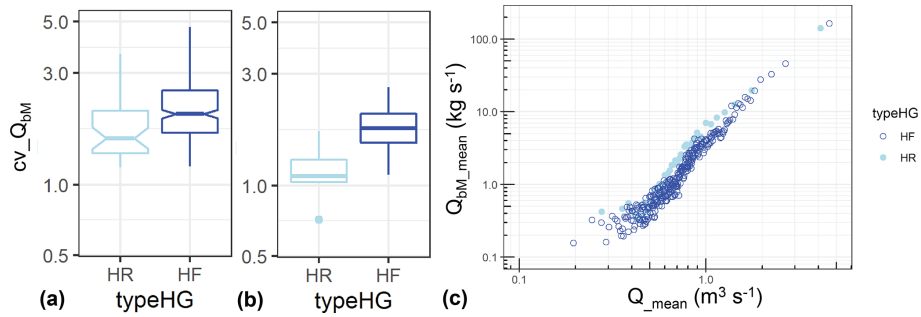 cv_QbM
5.0
3.0
1.0
0.5
HR HF
typeHG
(a)
5.0
3.0
1.0
0.5
HR HF
typeHG
(b)
QbM_mean (kg s-1)
100.0
10.0
1.0
0.1
0.1 1.0
Q_mean (m3 s-1)
(c)
typeHG
HF
HR